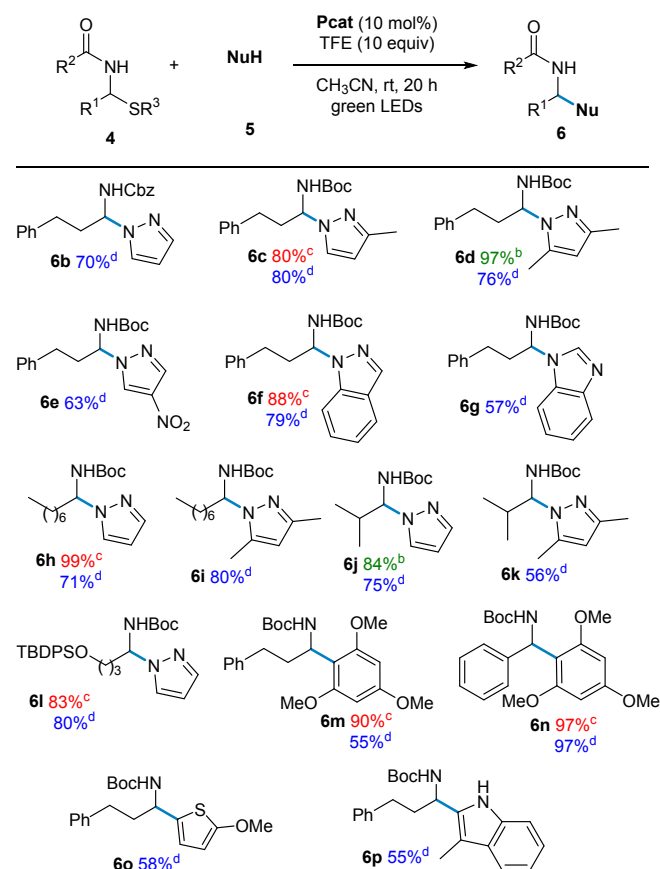 O
R2
N
H
R1
SR3
4
+
NuH
5
Pcat (10 mol%)
TFE (10 equiv)
CH3CN, rt, 20 h
green LEDs
O
R2
NH
R1
Nu
6
NHCbz
Ph
N
N
6b 70%d
NHBoc
Ph
N
N
6c 80%c
80%d
NHBoc
Ph
N
N
6d 97%b
76%d
NHBoc
Ph
N
N
NO2
6e 63%d
NHBoc
Ph
N
N
6f 88%c
79%d
NHBoc
Ph
N
N
6g 57%d
NHBoc
( )6
N
N
6h 99%c
71%d
NHBoc
( )6
N
N
6i 80%d
NHBoc
N
N
6j 84%b
75%d
NHBoc
N
N
6k 56%d
NHBoc
TBDPSO
( )3
N
N
6l 83%c
80%d
BocHN
OMe
Ph
OMe
OMe
6m 90%c
55%d
BocHN
OMe
MeO
OMe
6n 97%c
97%d
BocHN
Ph
S
OMe
6o 58%d
BocHN
H
N
Ph
6p 55%d